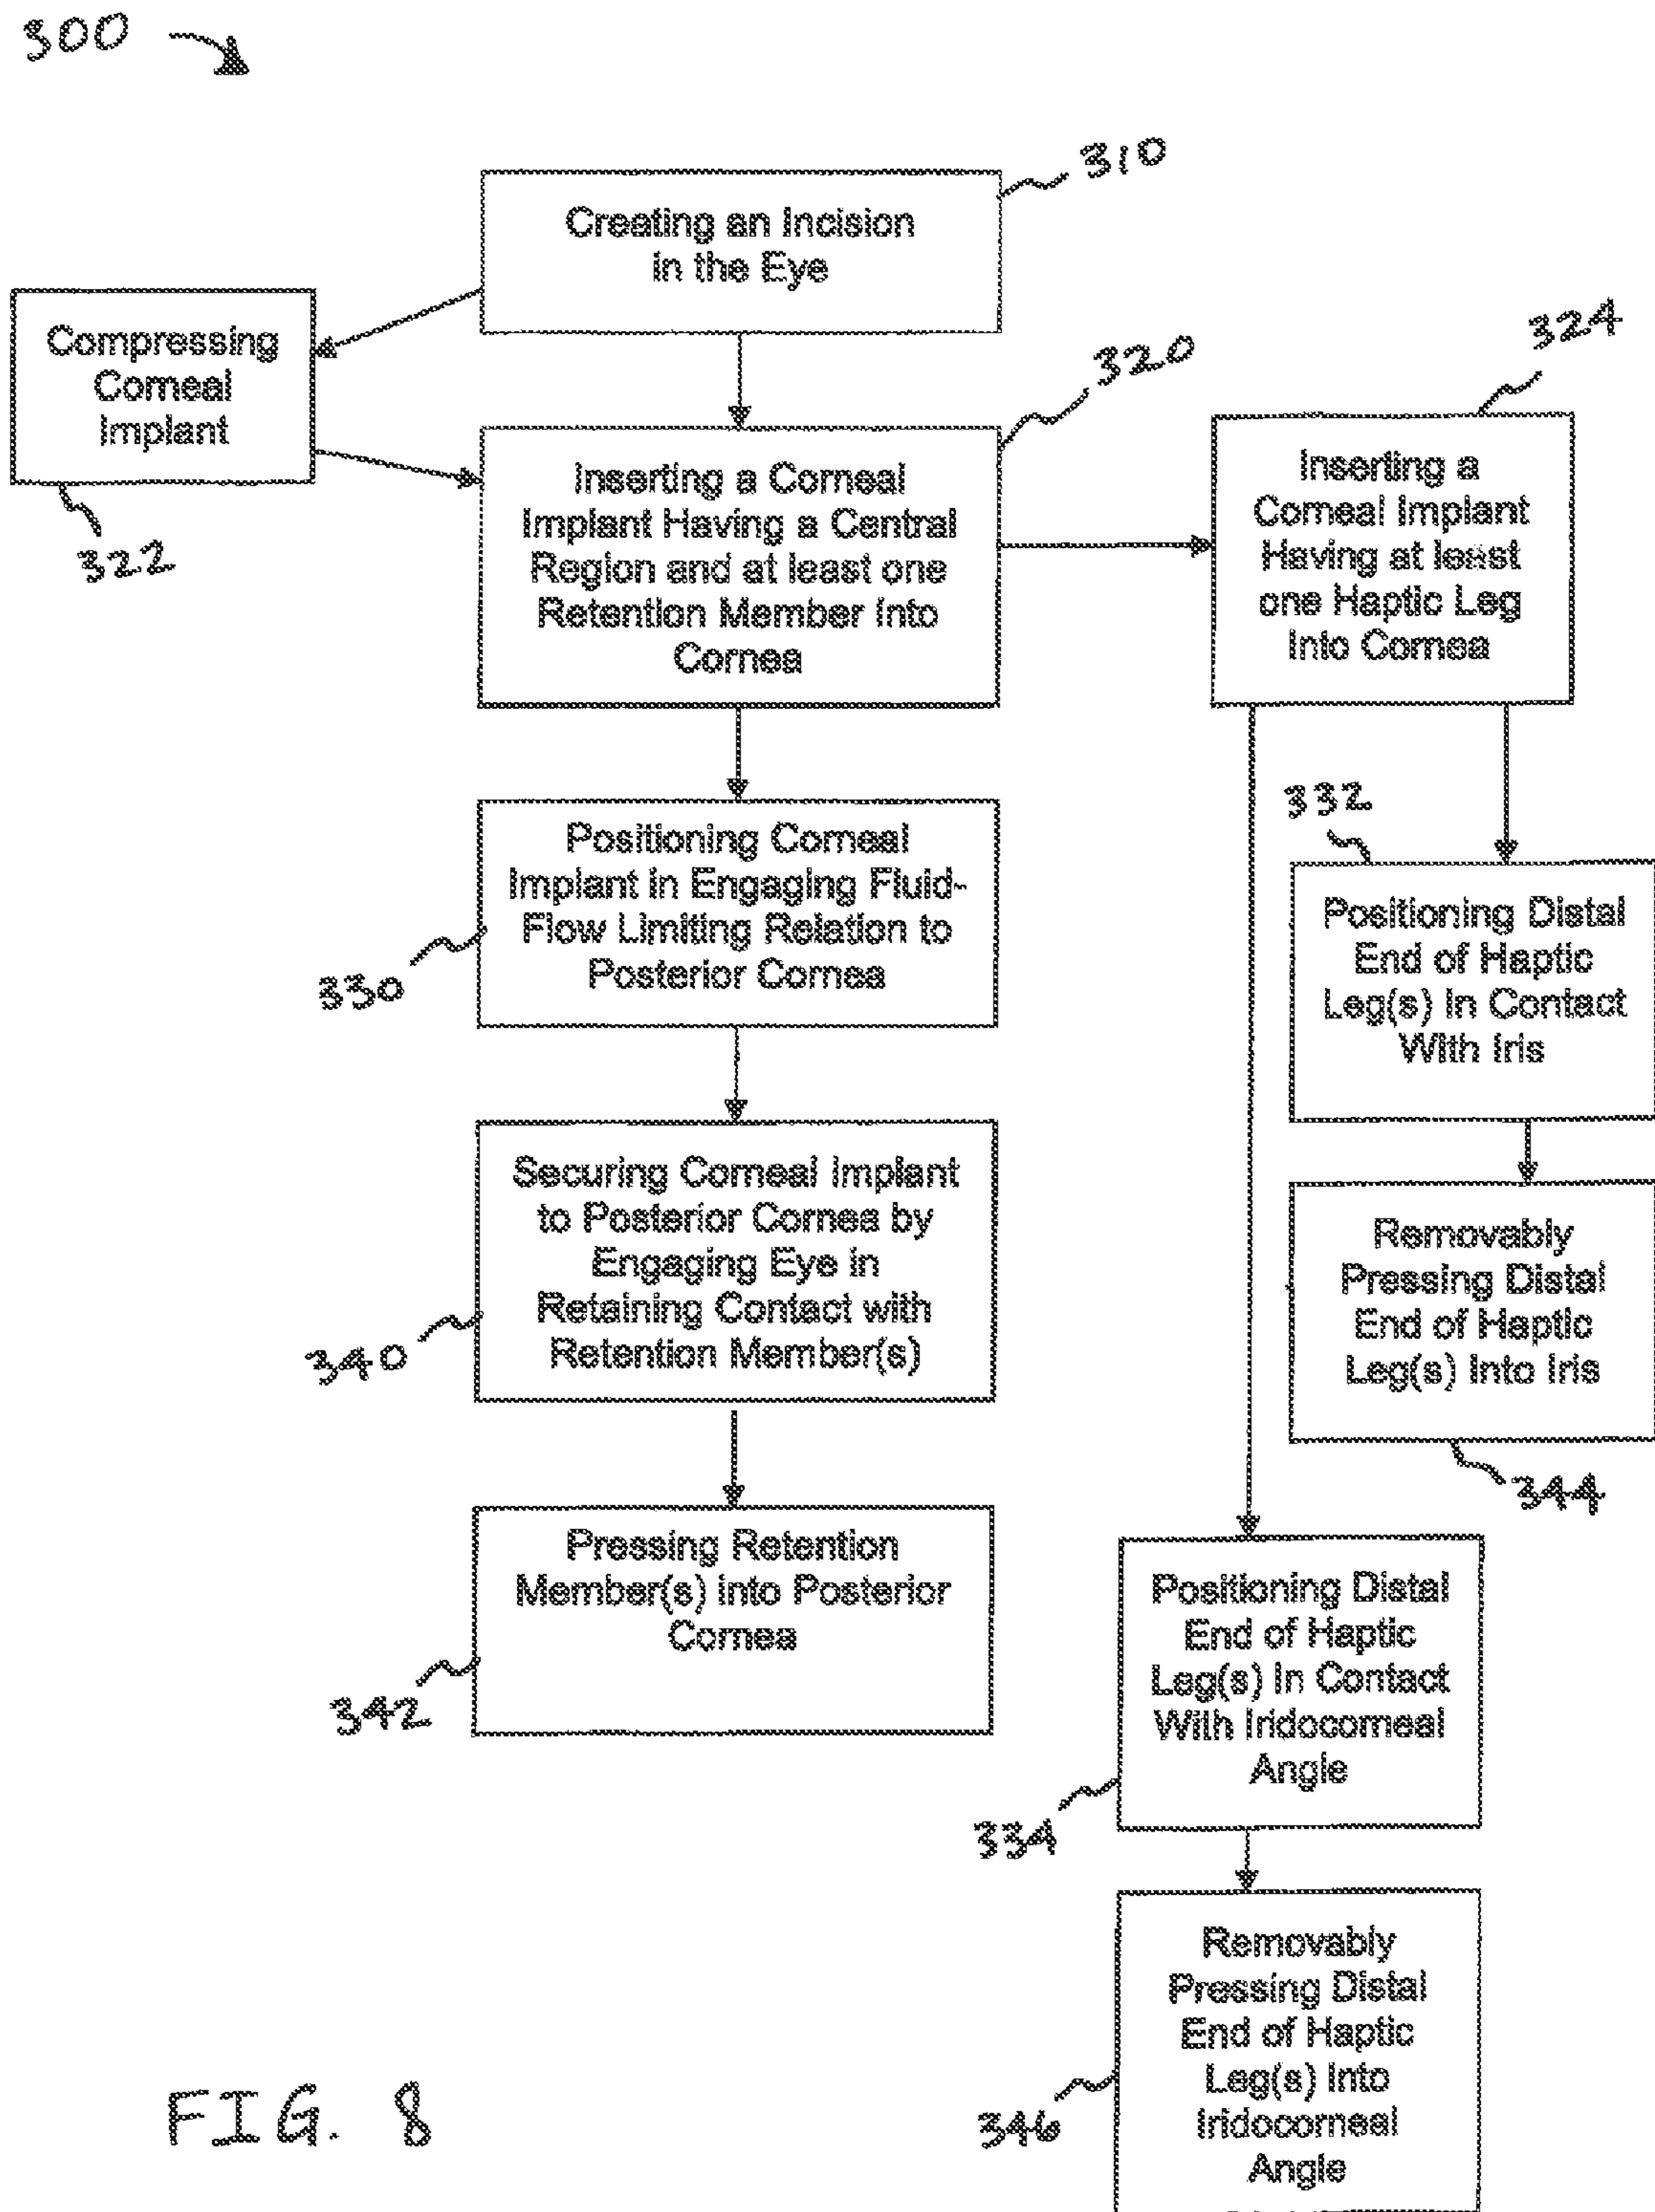 300
310
Creating an Incision
in the Eye
Compressing
Corneal
Implant
322
320
Inserting a Corneal
Implant Having a Central
Region and at least one
Retention Member into
Cornea
324
Inserting a
Corneal Implant
Having at least
one Haptic Leg
Into Cornea
Positioning Corneal
Implant in Engaging Fluid-
Flow Limiting Relation to
Posterior Cornea
330
332
Positioning Distal
End of Haptic
Leg(s) In Contact
With Iris
Securing Corneal Implant
to Posterior Cornea by
Engaging Eye in
Retaining Contact with
Retention Member(s)
340
Removably
Pressing Distal
End of Haptic
Leg(s) Into Iris
344
Pressing Retention
Member(s) into Posterior
Cornea
342
Positioning Distal
End of Haptic
Leg(s) In Contact
With Iridocorneal
Angle
334
Removably
Pressing Distal
End of Haptic
Leg(s) Into
Iridocorneal
Angle
346
FIG. 8